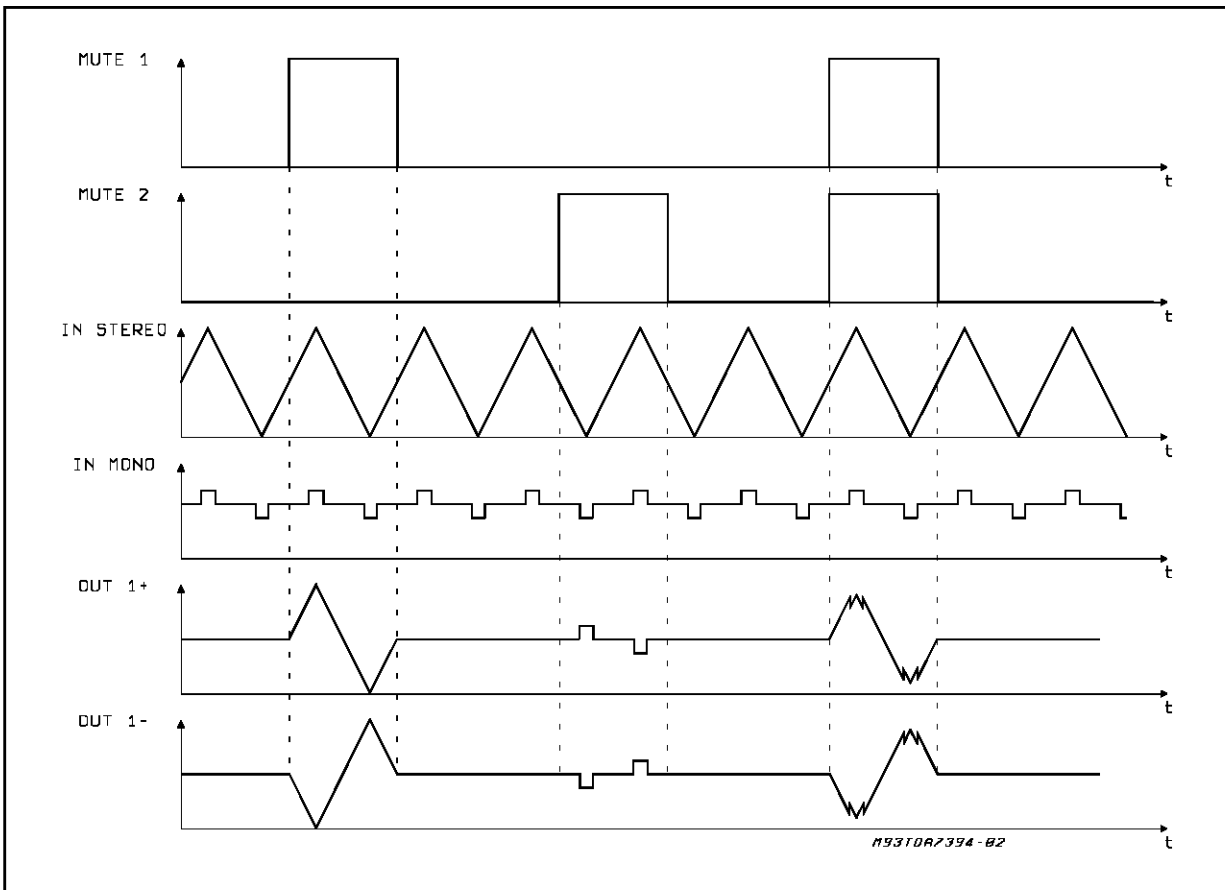 MUTE 1
t
MUTE 2
t
IN STEREO
t
IN MONO
t
OUT 1+
t
OUT 1-
M93TDA7394-02
t